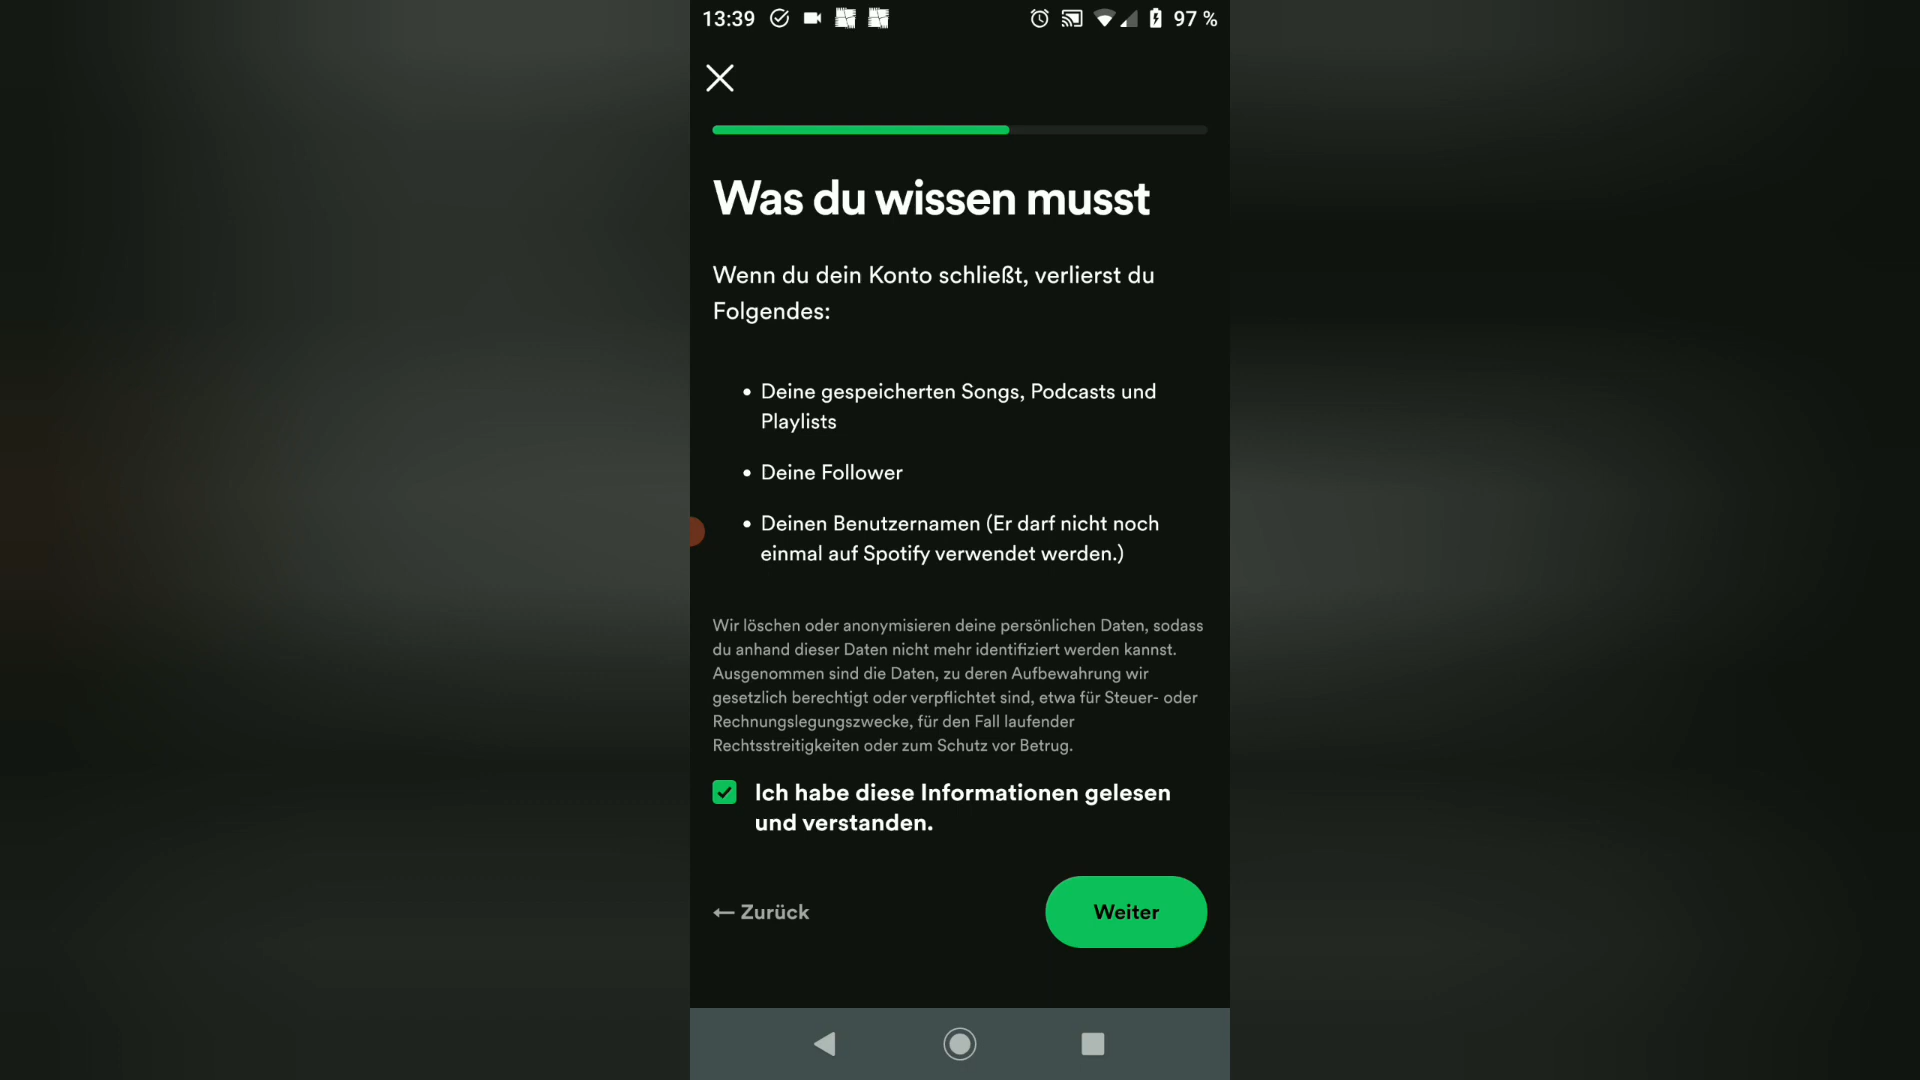 13:39 97 %
Was du wissen musst
Wenn du dein Konto schließt, verlierst du
Folgendes:
• Deine gespeicherten Songs, Podcasts und
Playlists
• Deine Follower
• Deinen Benutzernamen (Er darf nicht noch
einmal auf Spotify verwendet werden.)
Wir löschen oder anonymisieren deine persönlichen Daten, sodass
du anhand dieser Daten nicht mehr identifiziert werden kannst.
Ausgenommen sind die Daten, zu deren Aufbewahrung wir
gesetzlich berechtigt oder verpflichtet sind, etwa für Steuer- oder
Rechnungslegungszwecke, für den Fall laufender
Rechtsstreitigkeiten oder zum Schutz vor Betrug.
Ich habe diese Informationen gelesen
und verstanden.
← Zurück Weiter